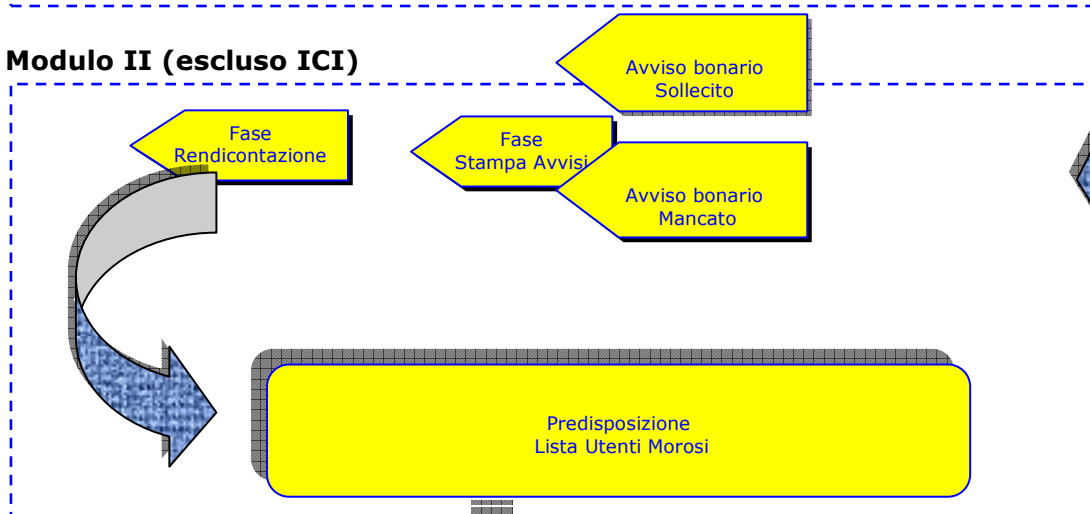 Modulo II (escluso ICI)
Avviso bonario
Sollecito
Fase
Rendicontazione
Fase
Stampa Avvisi
Avviso bonario
Mancato
Predisposizione
Lista Utenti Morosi